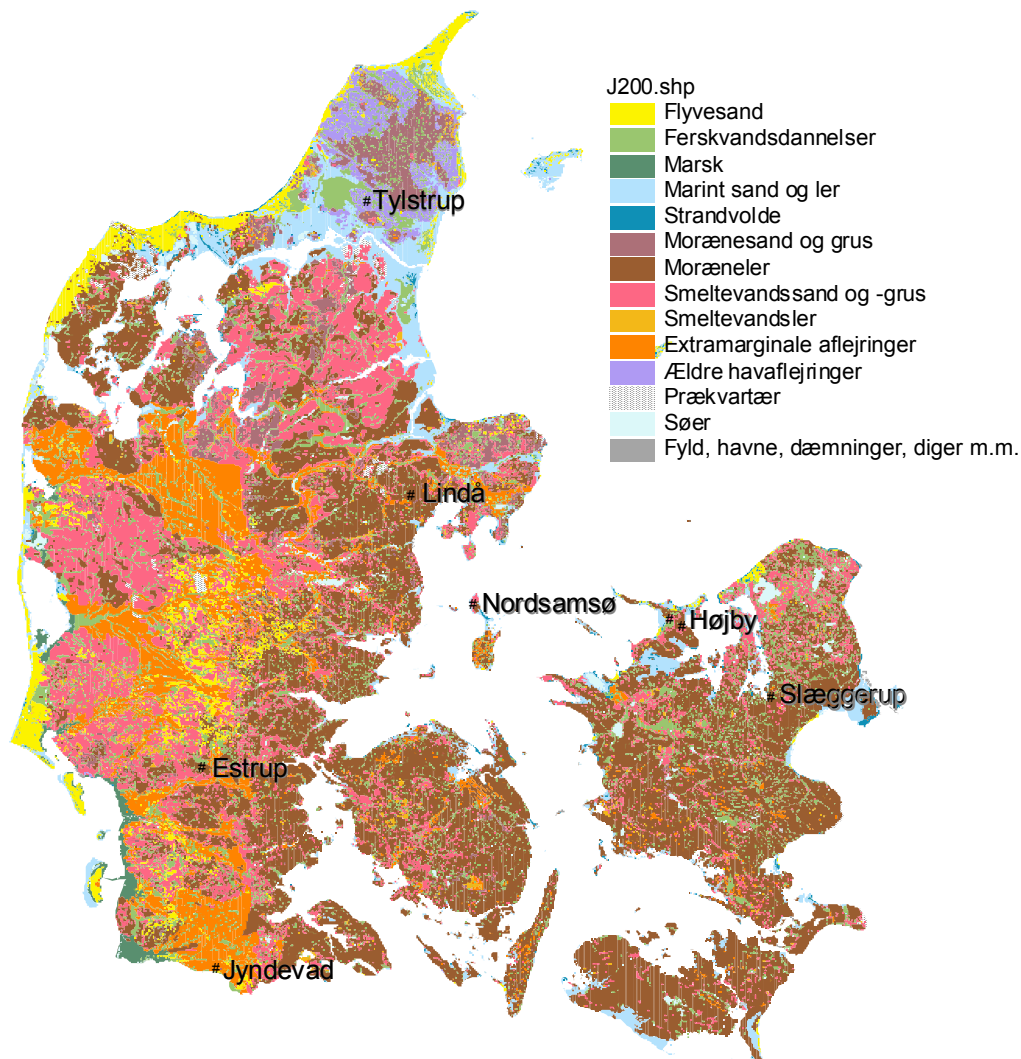 J200.shp
Flyvesand
Ferskvandsdannelser
Marsk
Marint sand og ler
Strandvolde
Morænesand og grus
Moræneler
Smeltevandssand og -grus
Smeltevandsler
Extramarginale aflejringer
Ældre havaflejringer
Prækvartær
Søer
Fyld, havne, dæmninger, diger m.m.
# Tylstrup
# Lindå
# Nordsamsø
# # Højby
# Slæggerup
# Estrup
# Jyndevad